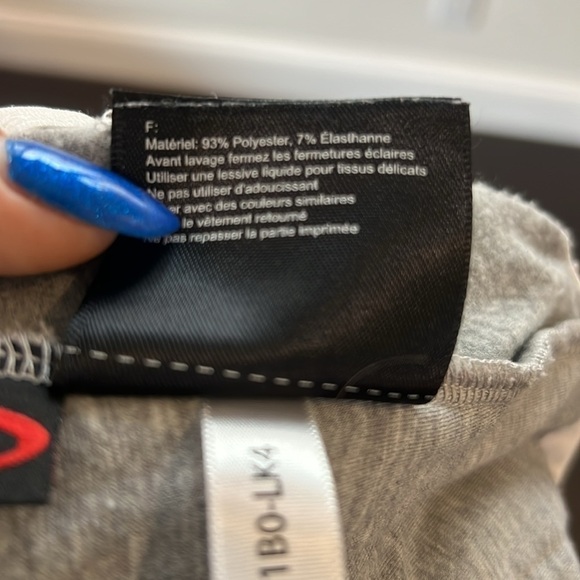 F:
Matériel: 93% Polyester, 7% Élasthanne
Avant lavage fermez les fermetures éclaires
Utiliser une lessive liquide pour tissus délicats
Ne pas utiliser d'adoucissant
avec des couleurs similaires
le vêtement retourné
Ne pas repasser la partie imprimée
1B0-LK4